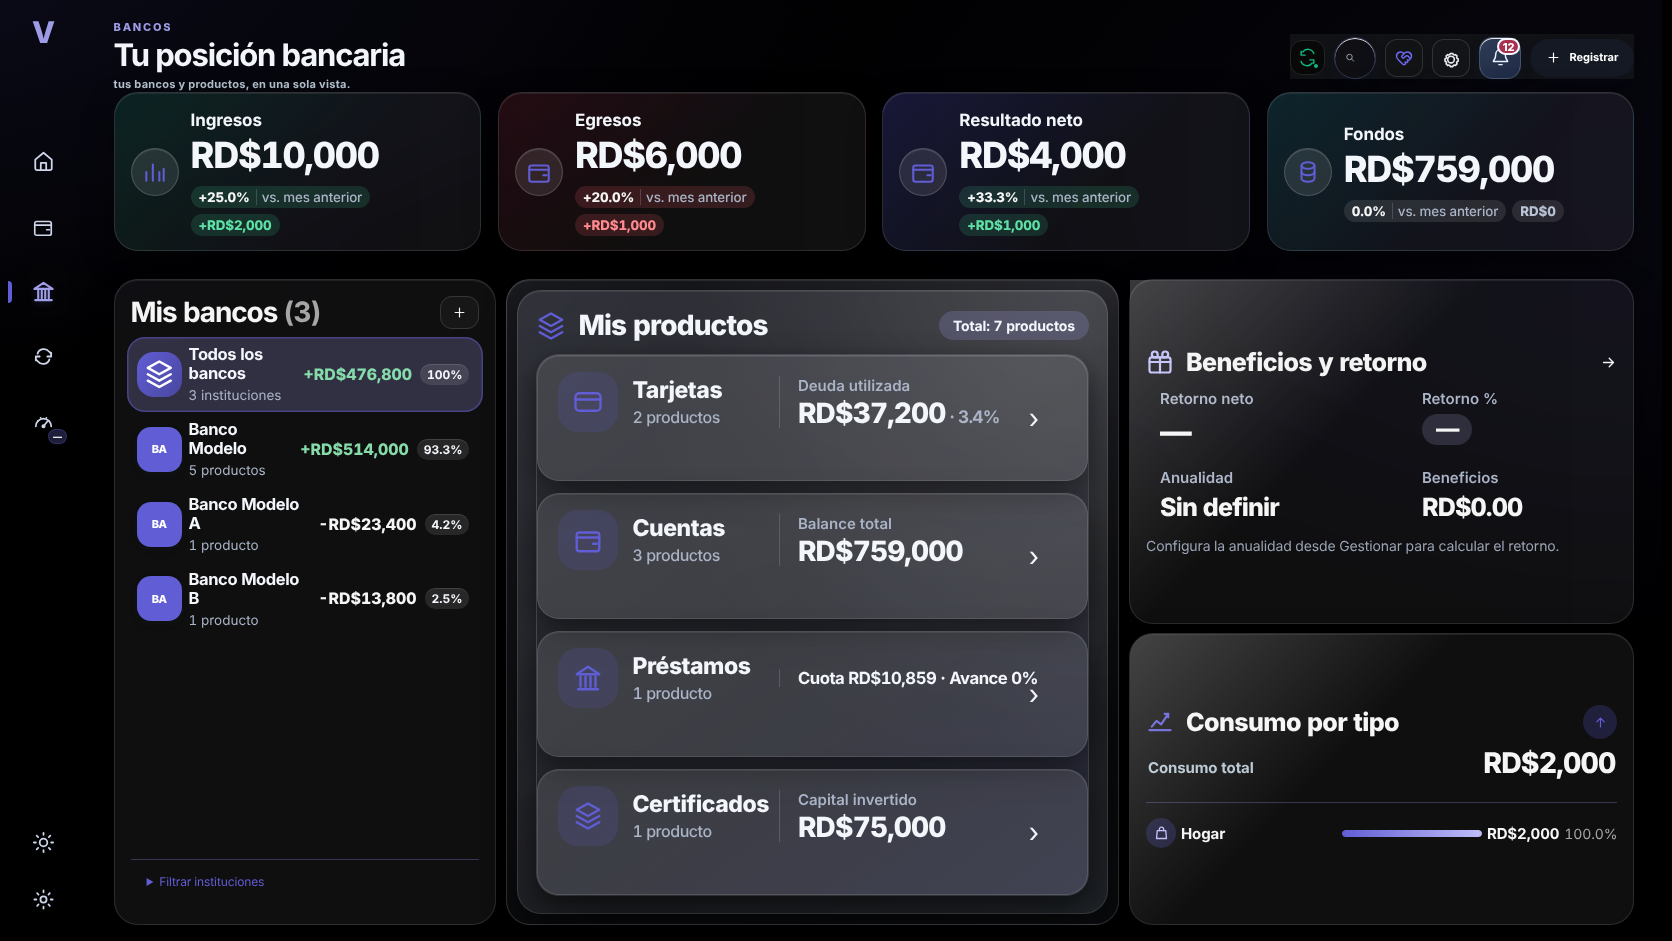 V
BANCOS
Tu posición bancaria
tus bancos y productos, en una sola vista.
12
Registrar
Ingresos
RD$10,000
+25.0% vs. mes anterior
+RD$2,000
Egresos
RD$6,000
+20.0% vs. mes anterior
+RD$1,000
Resultado neto
RD$4,000
+33.3% vs. mes anterior
+RD$1,000
Fondos
RD$759,000
0.0% vs. mes anterior RD$0
Mis bancos (3)
+
Todos los
bancos
3 instituciones
+RD$476,800 100%
BA
Banco
Modelo
5 productos
+RD$514,000 93.3%
BA
Banco Modelo
A
1 producto
-RD$23,400 4.2%
BA
Banco Modelo
B
1 producto
-RD$13,800 2.5%
Filtrar instituciones
Mis productos
Total: 7 productos
Tarjetas
2 productos
Deuda utilizada
RD$37,200 · 3.4%
Cuentas
3 productos
Balance total
RD$759,000
Préstamos
1 producto
Cuota RD$10,859 · Avance 0%
Certificados
1 producto
Capital invertido
RD$75,000
Beneficios y retorno
Retorno neto
—
Retorno %
—
Anualidad
Sin definir
Beneficios
RD$0.00
Configura la anualidad desde Gestionar para calcular el retorno.
Consumo por tipo
Consumo total
RD$2,000
Hogar
RD$2,000 100.0%